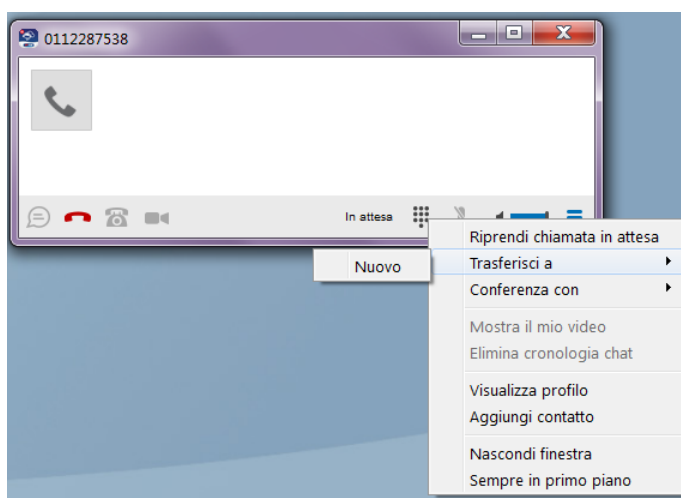 0112287538
In attesa
Riprendi chiamata in attesa
Trasferisci a
Nuovo
Conferenza con
Mostra il mio video
Elimina cronologia chat
Visualizza profilo
Aggiungi contatto
Nascondi finestra
Sempre in primo piano